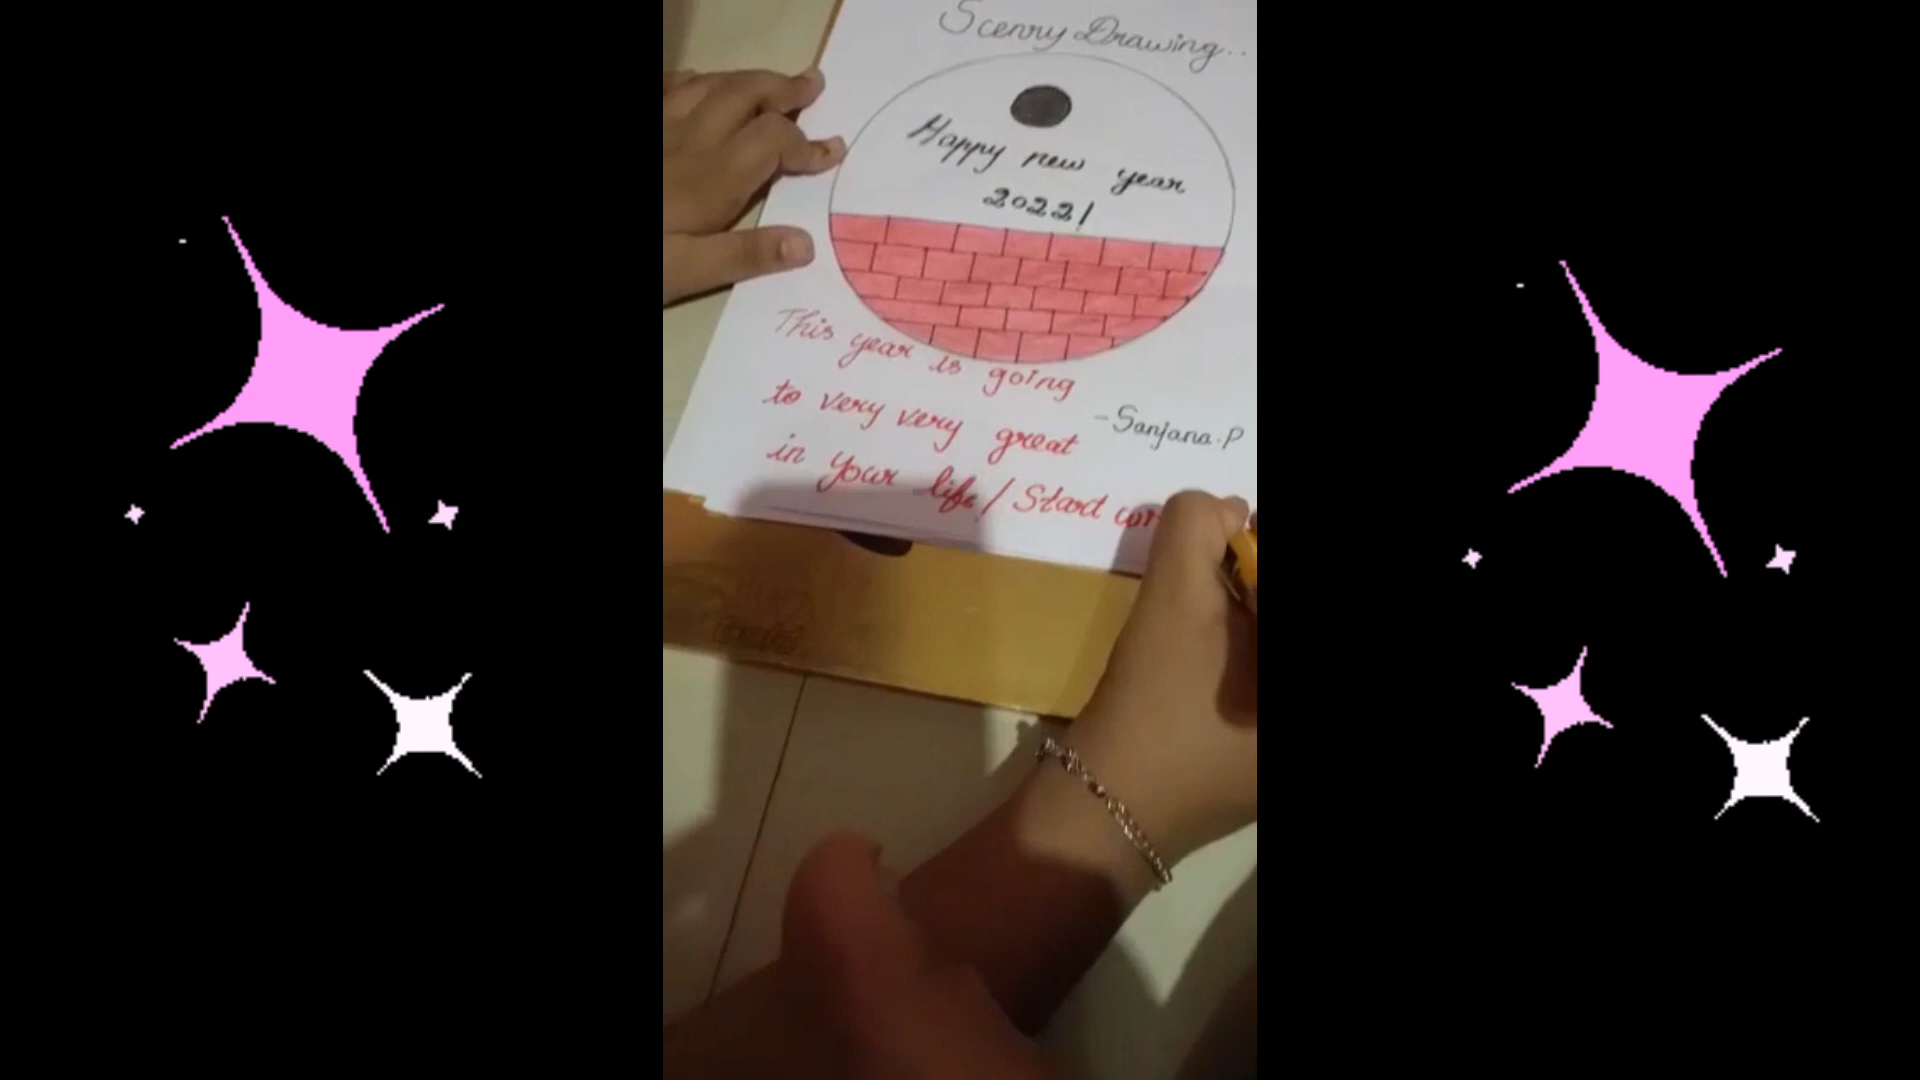 Scenry Drawing..
Happy new year
2022!
This year is going
to very very great
-Sanjana.P
in your life/ Start